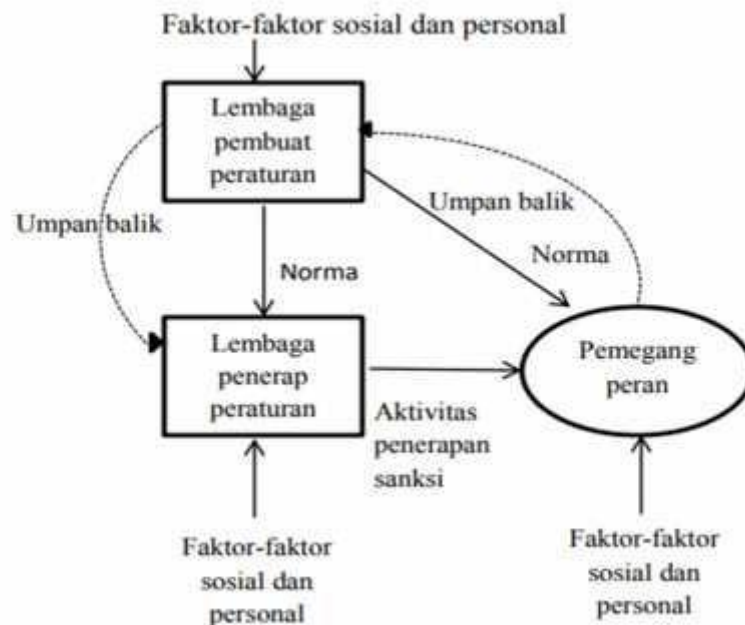 Faktor-faktor sosial dan personal
Lembaga
pembuat
peraturan
Umpan balik
Umpan balik
Norma
Norma
Lembaga
penerap
peraturan
Pemegang
peran
Aktivitas
penerapan
sanksi
Faktor-faktor
sosial dan
personal
Faktor-faktor
sosial dan
personal